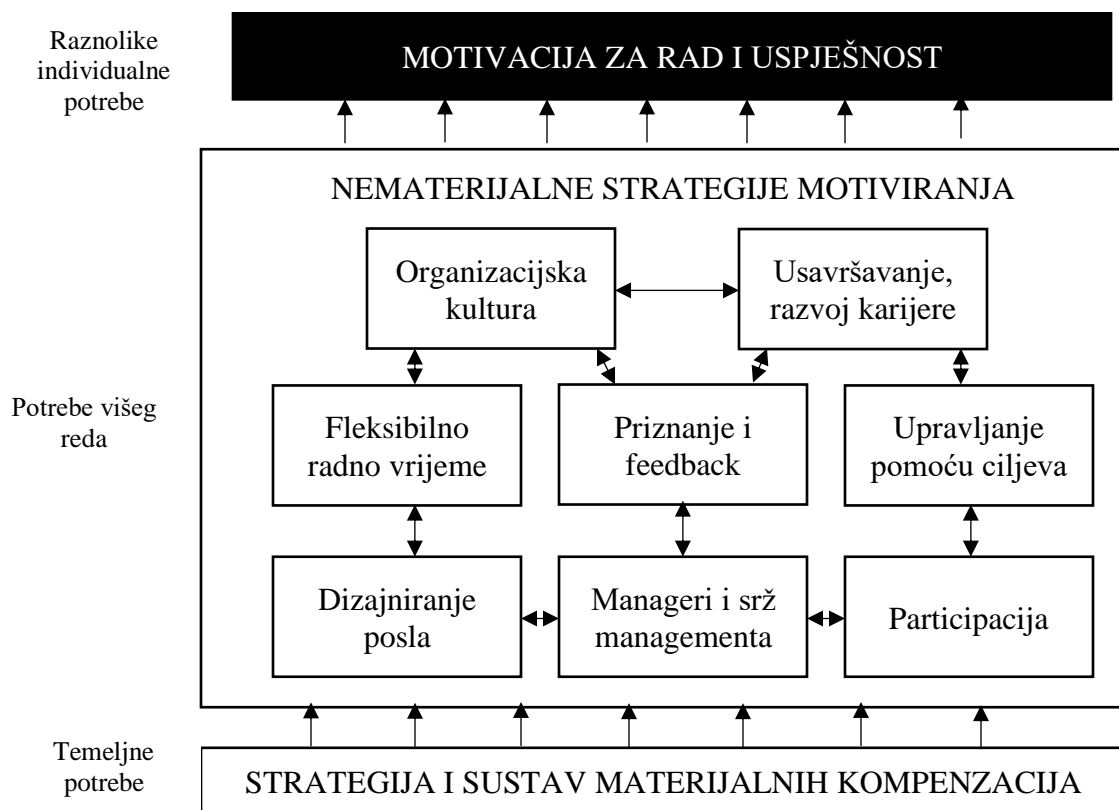 Raznolike
individualne
potrebe
MOTIVACIJA ZA RAD I USPJEŠNOST
NEMATERIJALNE STRATEGIJE MOTIVIRANJA
Organizacijska
kultura
Usavršavanje,
razvoj karijere
Potrebe višeg
reda
Fleksibilno
radno vrijeme
Priznanje i
feedback
Upravljanje
pomoću ciljeva
Dizajniranje
posla
Manageri i srž
managementa
Participacija
Temeljne
potrebe
STRATEGIJA I SUSTAV MATERIJALNIH KOMPENZACIJA